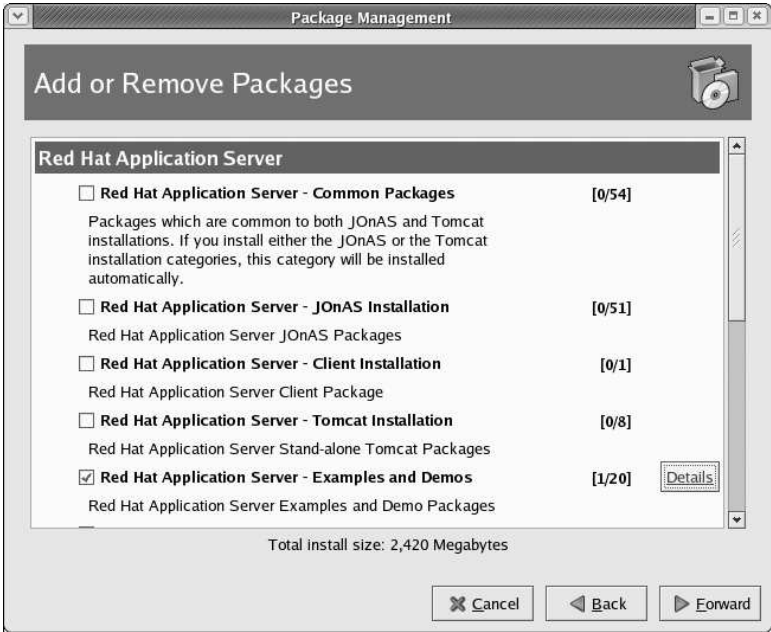 Package Management
Add or Remove Packages
Red Hat Application Server
Red Hat Application Server - Common Packages [0/54]
Packages which are common to both JOnAS and Tomcat
installations. If you install either the JOnAS or the Tomcat
installation categories, this category will be installed
automatically.
Red Hat Application Server - JOnAS Installation [0/51]
Red Hat Application Server JOnAS Packages
Red Hat Application Server - Client Installation [0/1]
Red Hat Application Server Client Package
Red Hat Application Server - Tomcat Installation [0/8]
Red Hat Application Server Stand-alone Tomcat Packages
Red Hat Application Server - Examples and Demos [1/20] Details
Red Hat Application Server Examples and Demo Packages
Total install size: 2,420 Megabytes
Cancel Back Forward